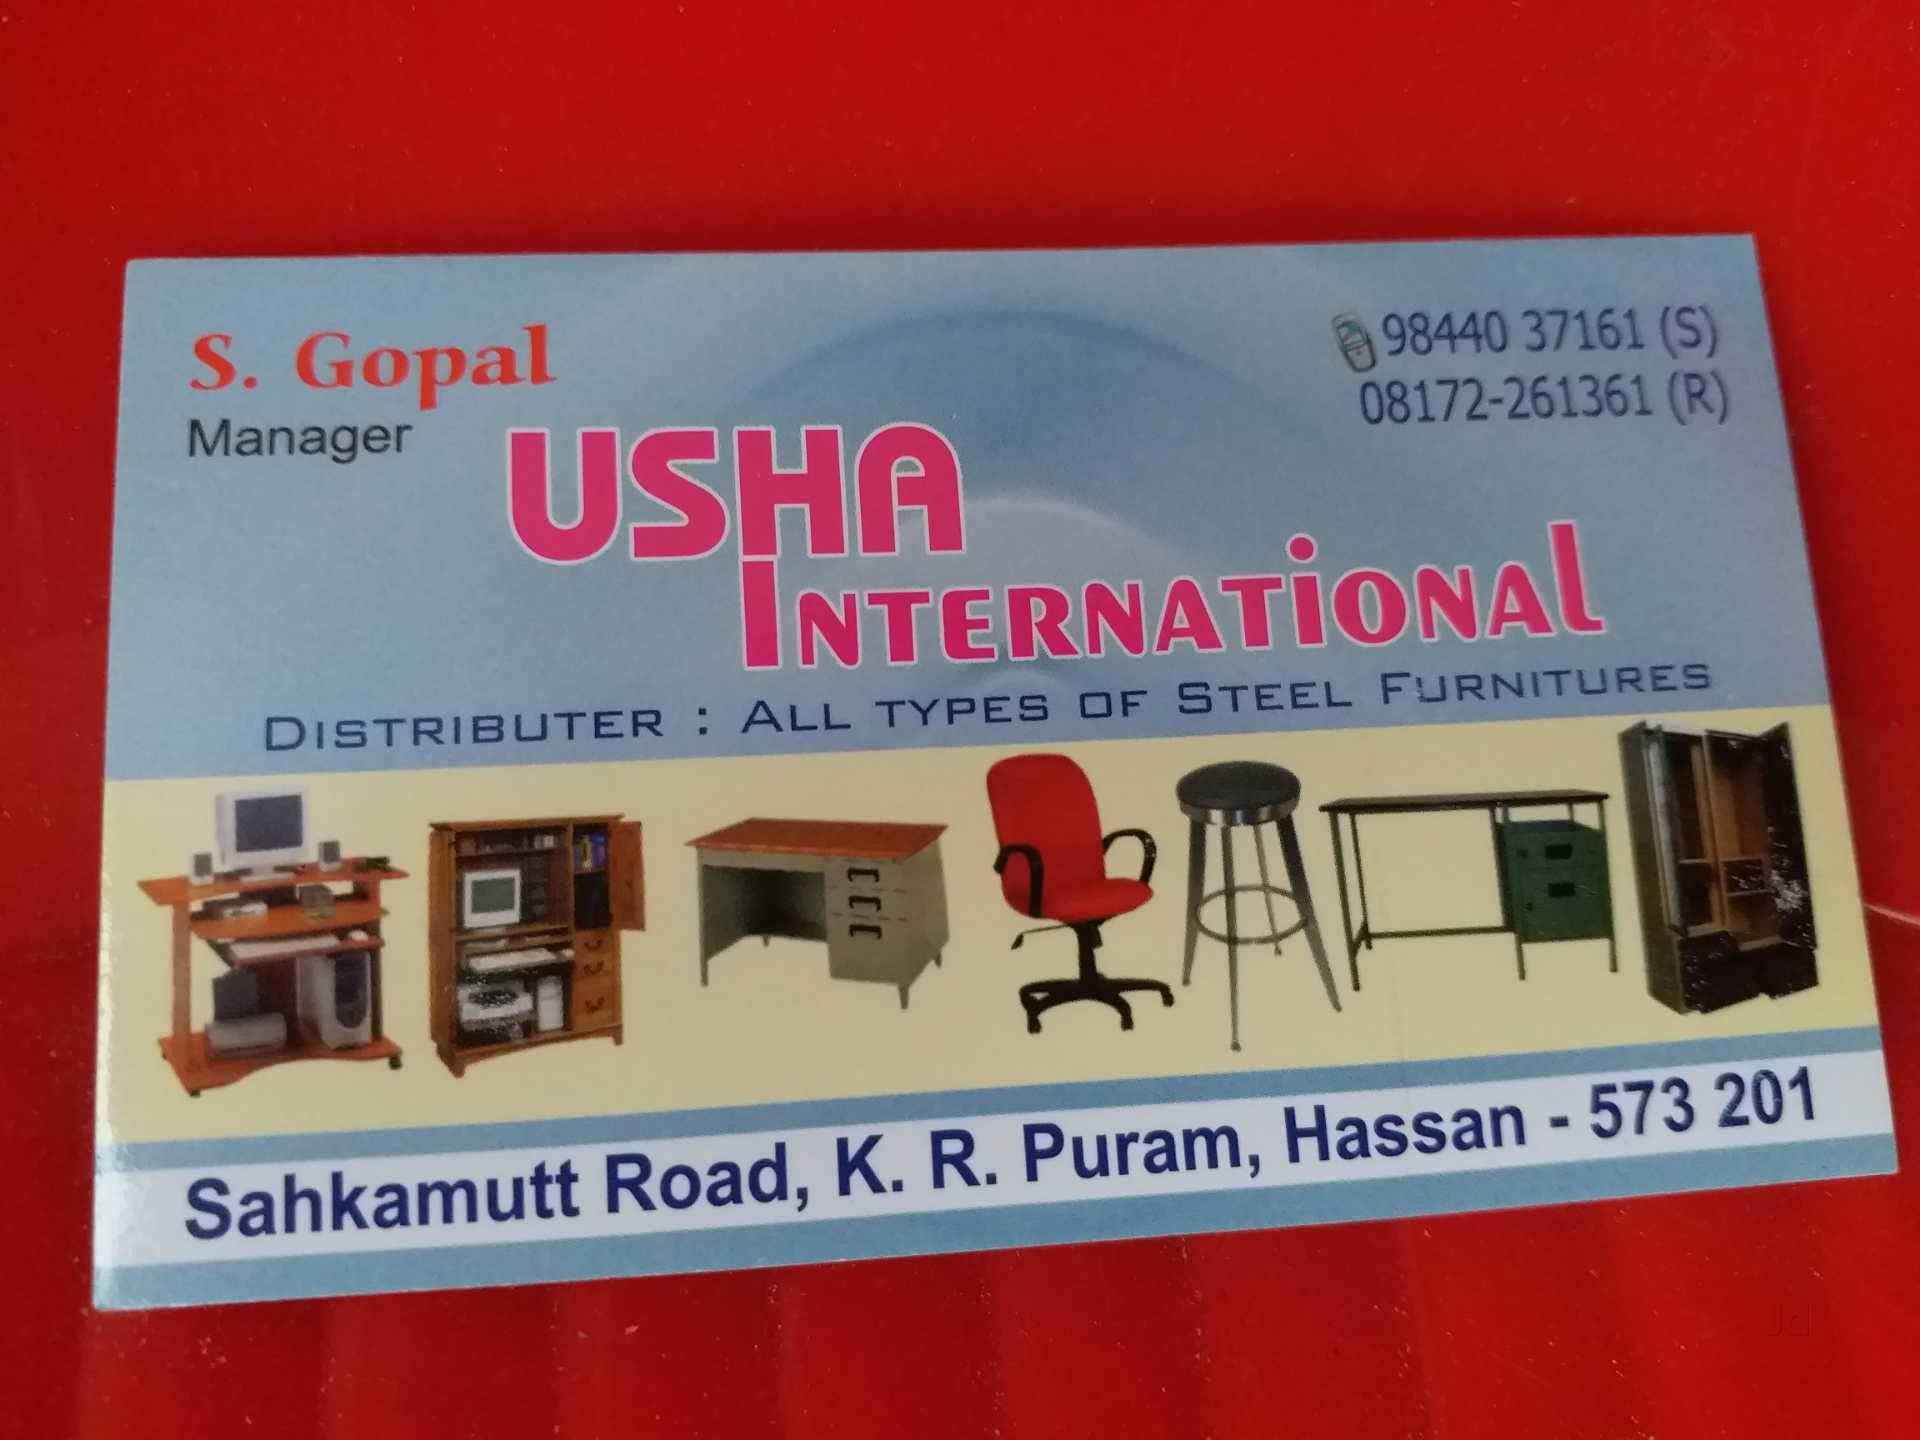 S. Gopal
Manager
98440 37161 (S)
08172-261361 (R)
USHA
INTERNATiONAl
DISTRIBUTER : ALL TYPES OF STEEL FURNITURES
Sahkamutt Road, K. R. Puram, Hassan - 573 201